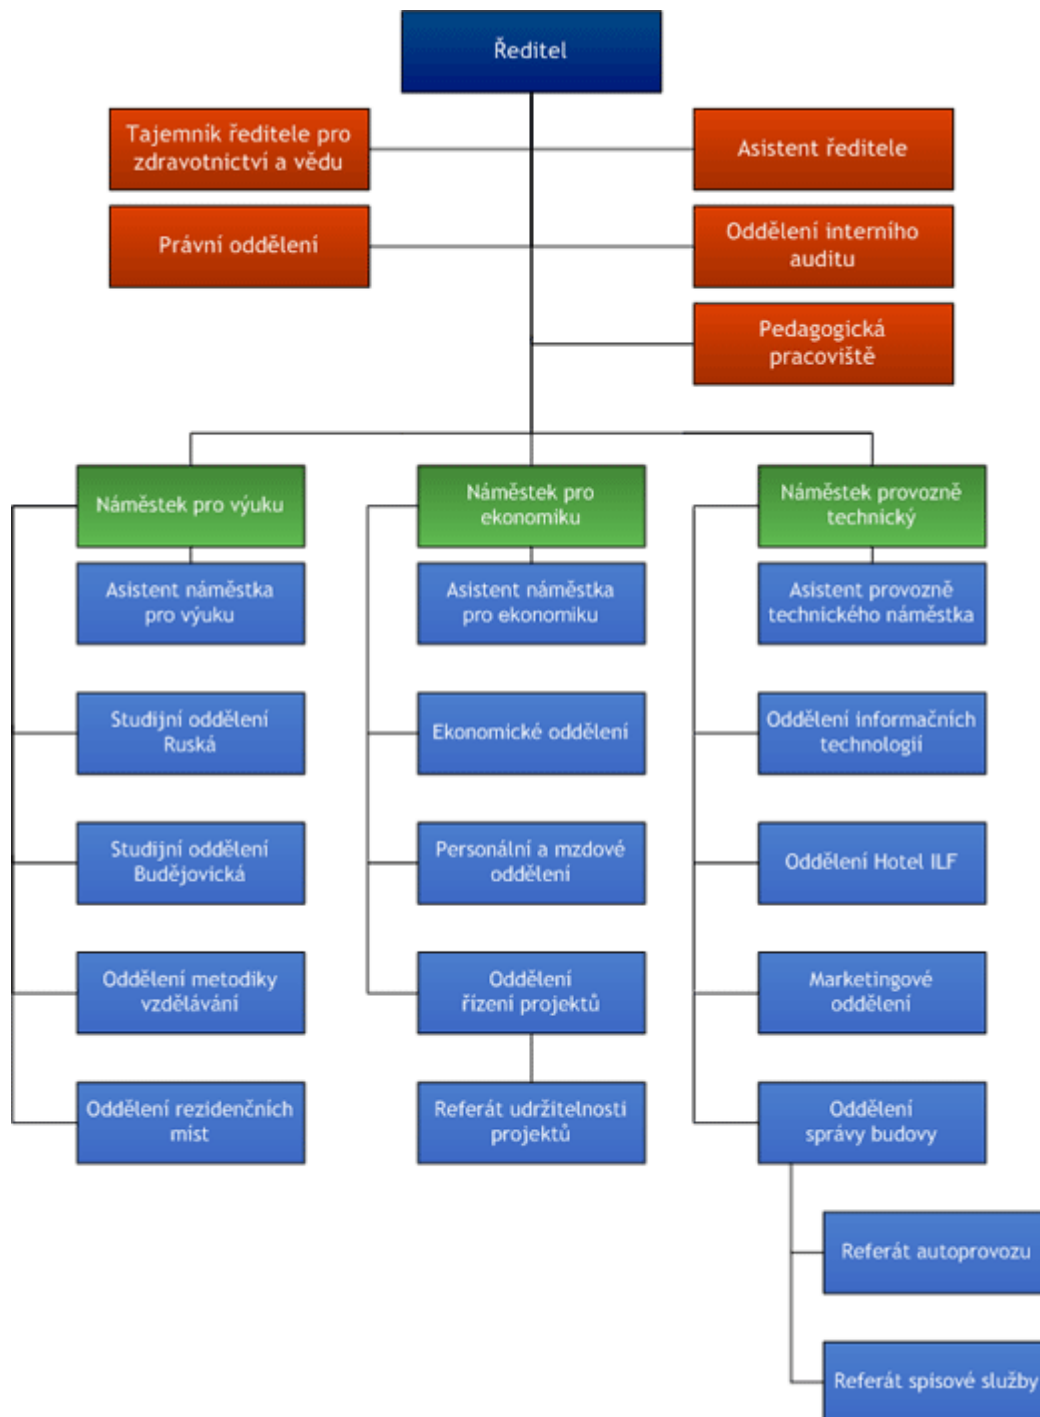 Ředitel
Tajemník ředitele pro
zdravotnictví a vědu
Asistent ředitele
Právní oddělení
Oddělení interního
auditu
Pedagogická
pracoviště
Náměstek pro výuku
Náměstek pro
ekonomiku
Náměstek provozně
technický
Asistent náměstka
pro výuku
Asistent náměstka
pro ekonomiku
Asistent provozně
technického náměstka
Studijní oddělení
Ruská
Ekonomické oddělení
Oddělení informačních
technologií
Studijní oddělení
Budějovická
Personální a mzdové
oddělení
Oddělení Hotel ILF
Oddělení metodiky
vzdělávání
Oddělení
řízení projektů
Marketingové
oddělení
Oddělení rezidenčních
míst
Referát udržitelnosti
projektů
Oddělení
správy budovy
Referát autoprovozu
Referát spisové služby